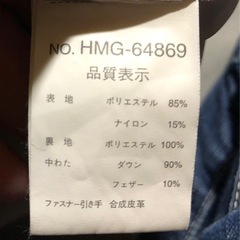 NO. HMG-64869
品質表示
表 地 ポリエステル 85%
ナイロン 15%
裏 地 ポリエステル 100%
中わた ダウン 90%
フェザー 10%
ファスナー引き手 合成皮革